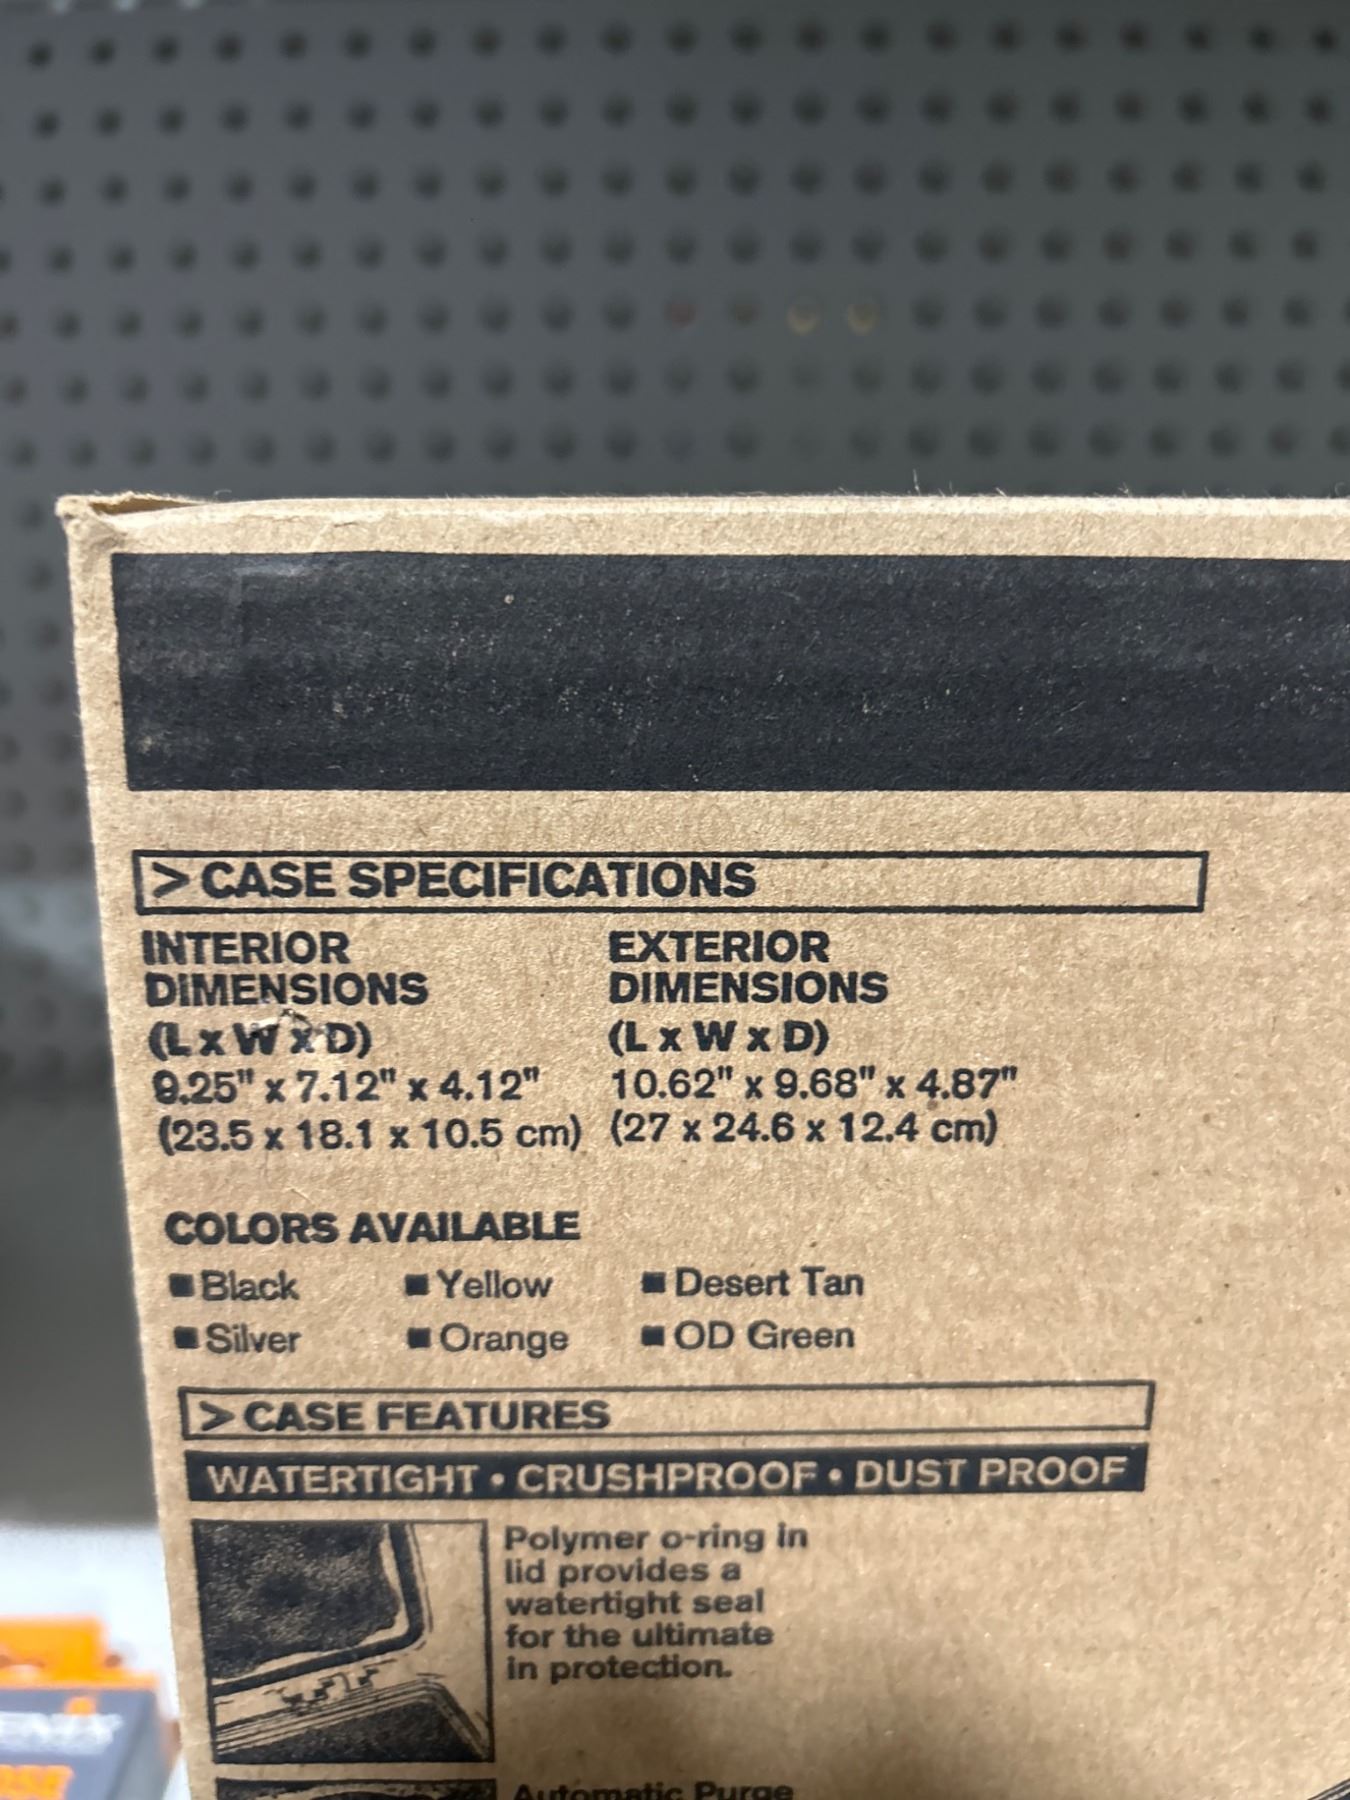 > CASE SPECIFICATIONS
INTERIOR
DIMENSIONS
(L x W x D)
9.25" x 7.12" x 4.12"
(23.5 x 18.1 x 10.5 cm)
EXTERIOR
DIMENSIONS
(L x W x D)
10.62" x 9.68" x 4.87"
(27 x 24.6 x 12.4 cm)
COLORS AVAILABLE
■ Black ■ Yellow ■ Desert Tan
■ Silver ■ Orange ■ OD Green
> CASE FEATURES
WATERTIGHT • CRUSHPROOF • DUST PROOF
Polymer o-ring in
lid provides a
watertight seal
for the ultimate
in protection.
Automatic Purge